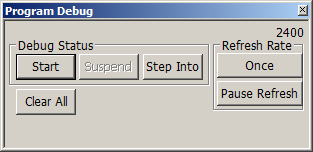 Program Debug
2400
Debug Status
Refresh Rate
Start Suspend Step Into
Once
Clear All
Pause Refresh